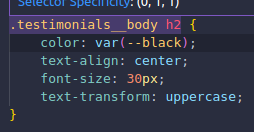 Selector Specificity: (0, 1, 1)
.testimonials__body h2 {
    color: var(--black);
    text-align: center;
    font-size: 30px;
    text-transform: uppercase;
}